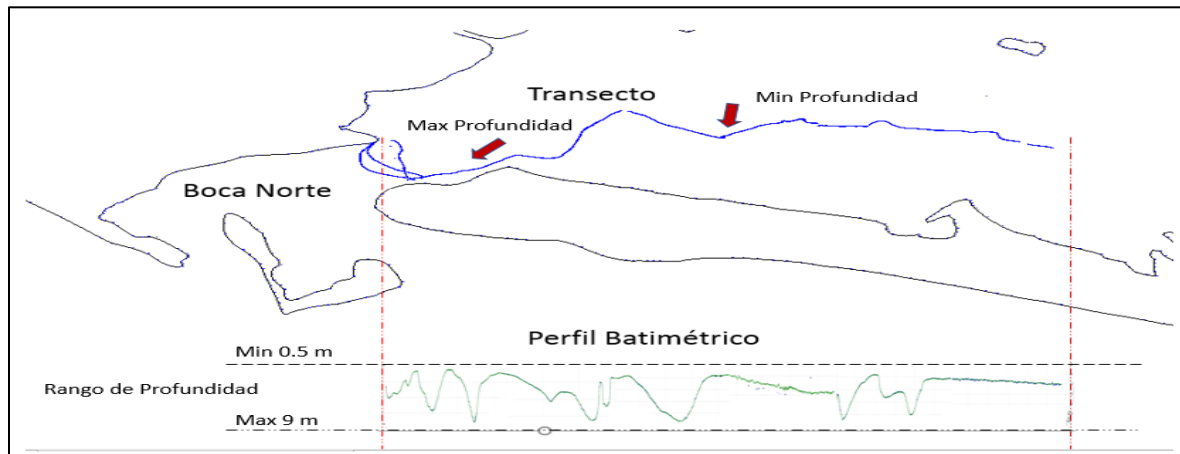 Transecto
Min Profundidad
Max Profundidad
Boca Norte
Perfil Batimétrico
Min 0.5 m
Rango de Profundidad
Max 9 m